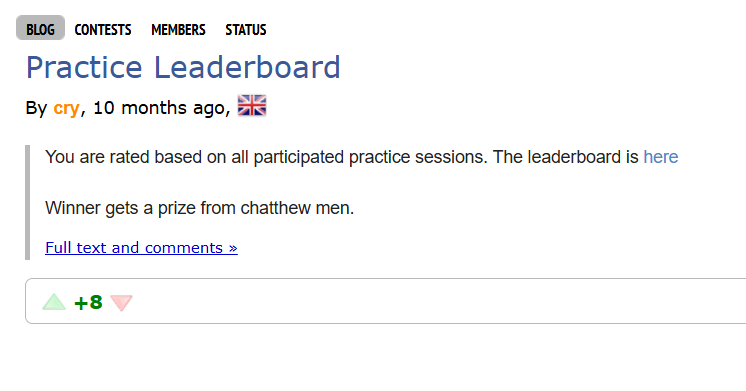 BLOG CONTESTS MEMBERS STATUS
Practice Leaderboard
By cry, 10 months ago,
You are rated based on all participated practice sessions. The leaderboard is here
Winner gets a prize from chatthew men.
Full text and comments »
+8